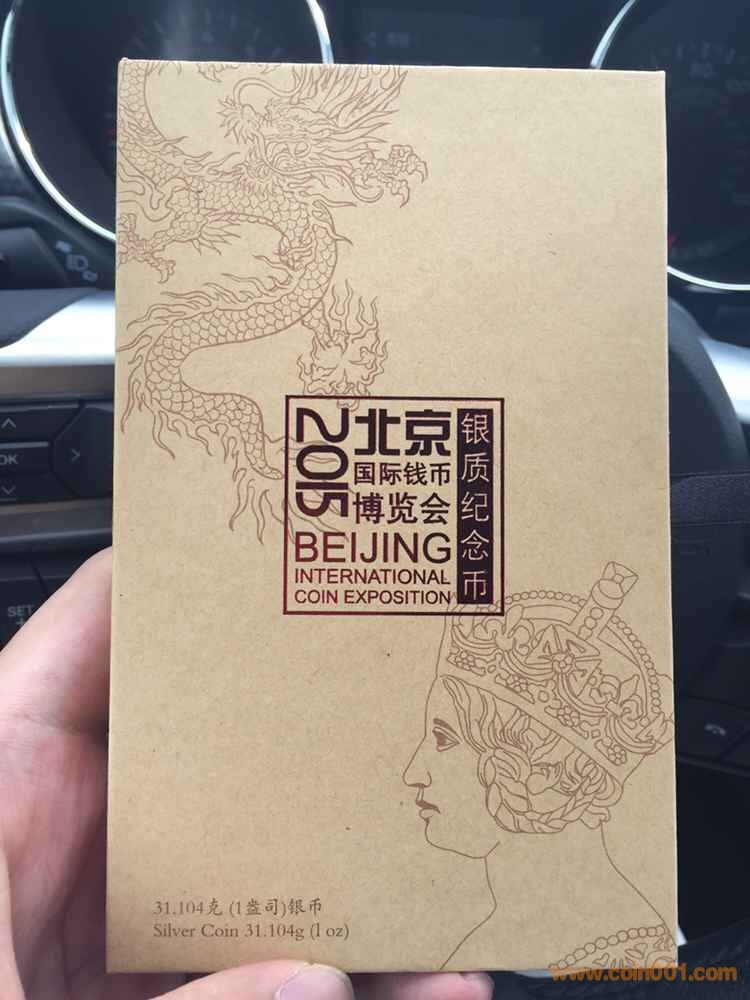 2015
北京
国际钱币
博览会
BEIJING
INTERNATIONAL
COIN EXPOSITION
银质纪念币
31.104克 (1盎司)银币
Silver Coin 31.104g (1 oz)
OK
SET
+
www.coin001.com